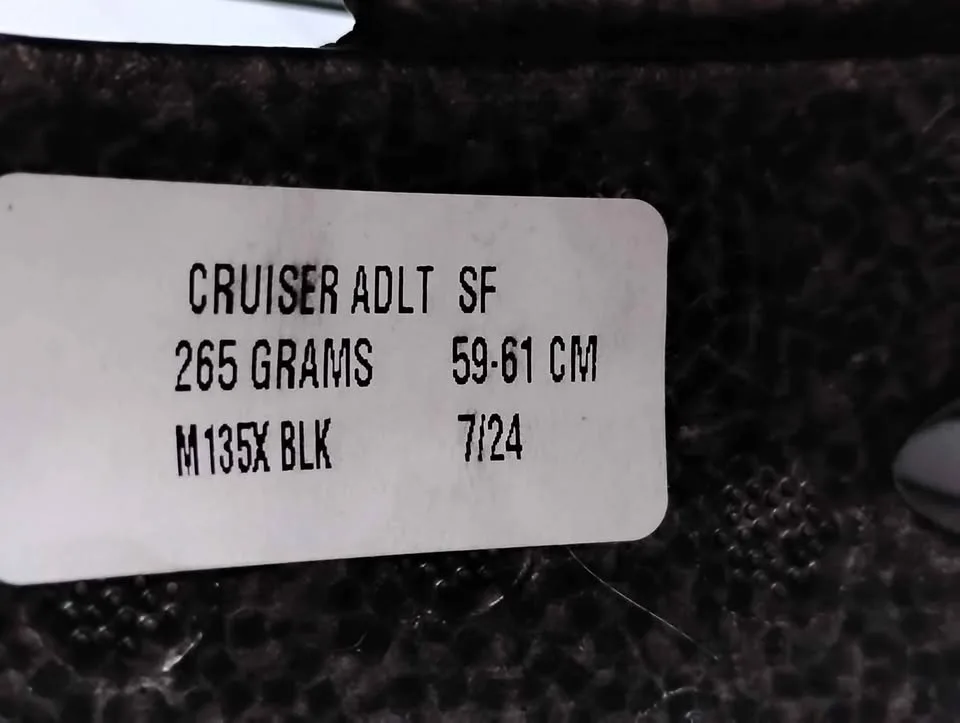 CRUISER ADLT SF
265 GRAMS 59-61 CM
M135X BLK 7/24